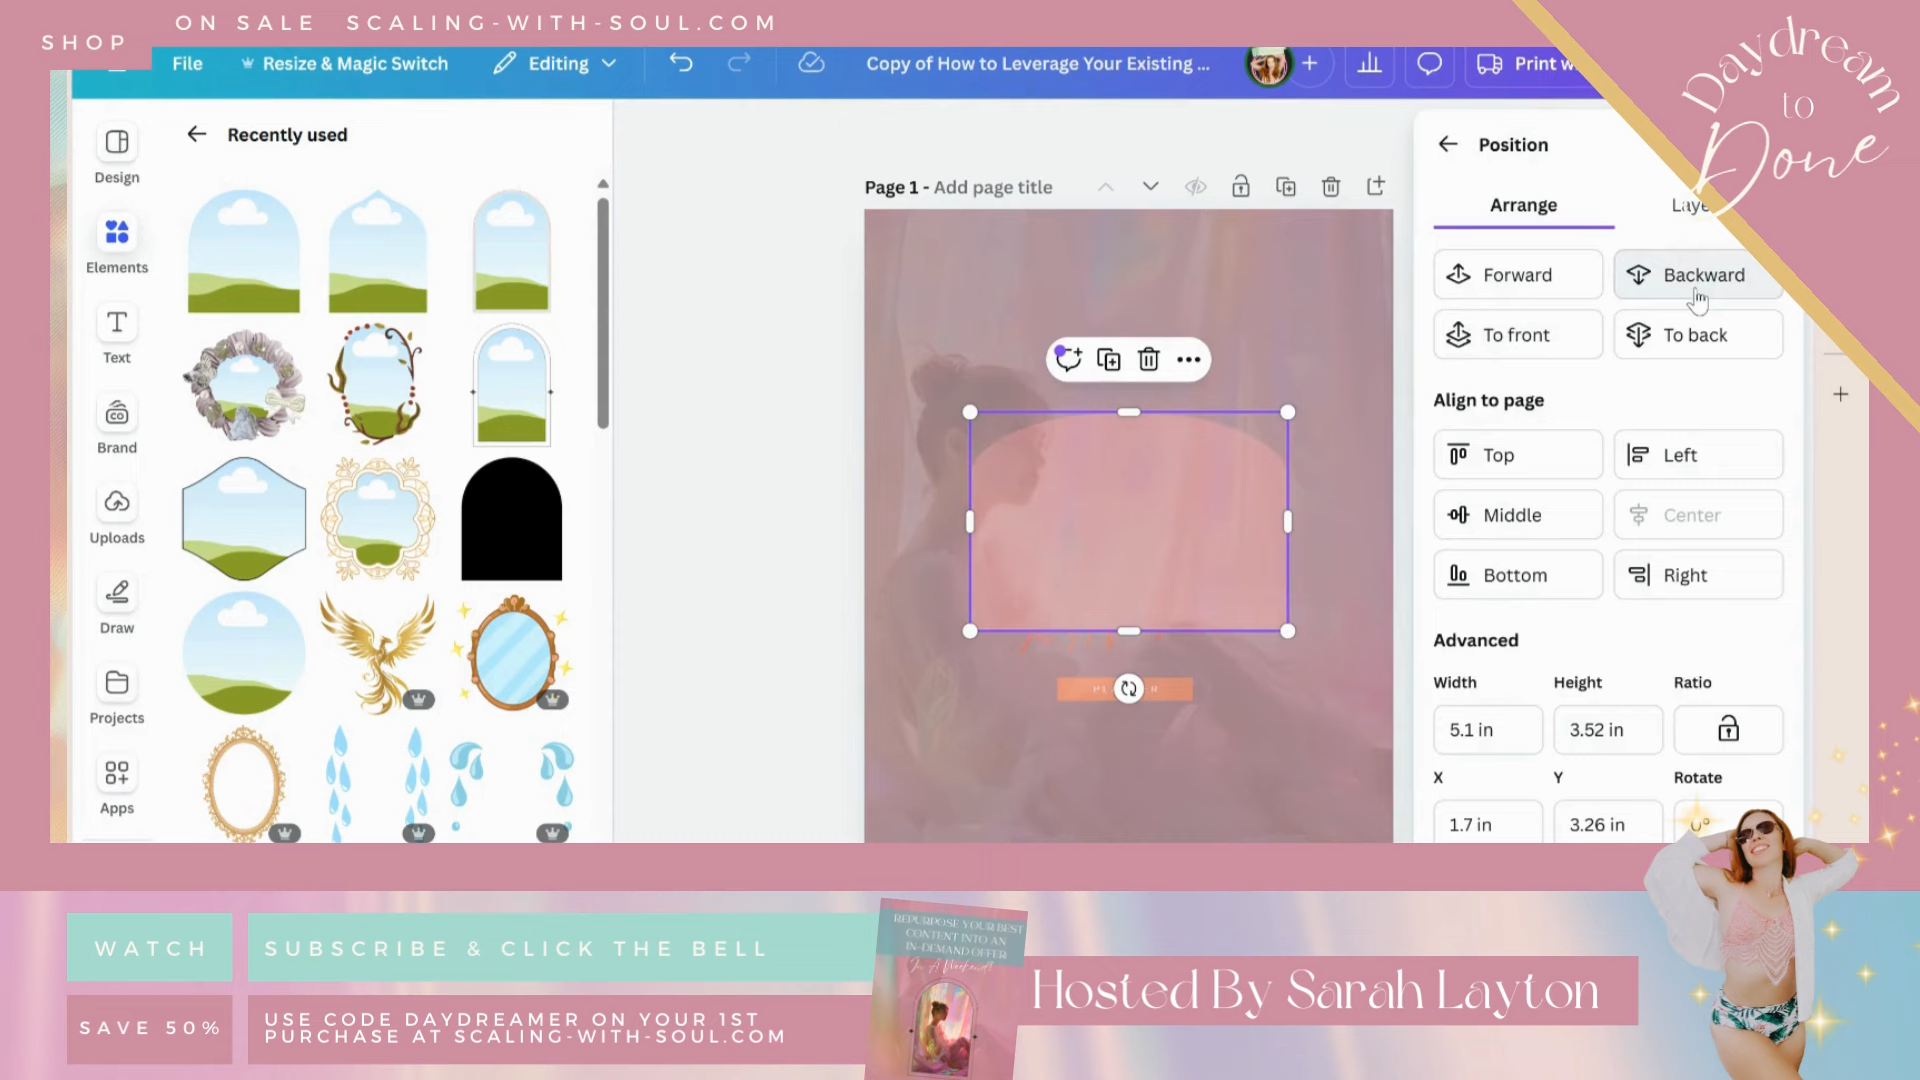 SHOP
ON SALE SCALING-WITH-SOUL.COM
Daydream
to
Done
File
Resize & Magic Switch
Editing
Copy of How to Leverage Your Existing ...
Print w
Recently used
Design
Elements
Text
Brand
Uploads
Draw
Projects
Apps
Page 1 - Add page title
Position
Arrange
Laye
Forward
Backward
To front
To back
Align to page
Top
Left
Middle
Center
Bottom
Right
Advanced
Width
Height
Ratio
5.1 in
3.52 in
X
Y
Rotate
1.7 in
3.26 in
0°
WATCH
SUBSCRIBE & CLICK THE BELL
SAVE 50%
USE CODE DAYDREAMER ON YOUR 1ST
PURCHASE AT SCALING-WITH-SOUL.COM
REPURPOSE YOUR BEST
CONTENT INTO AN
IN-DEMAND OFFER
In A Weekend!
Hosted By Sarah Layton